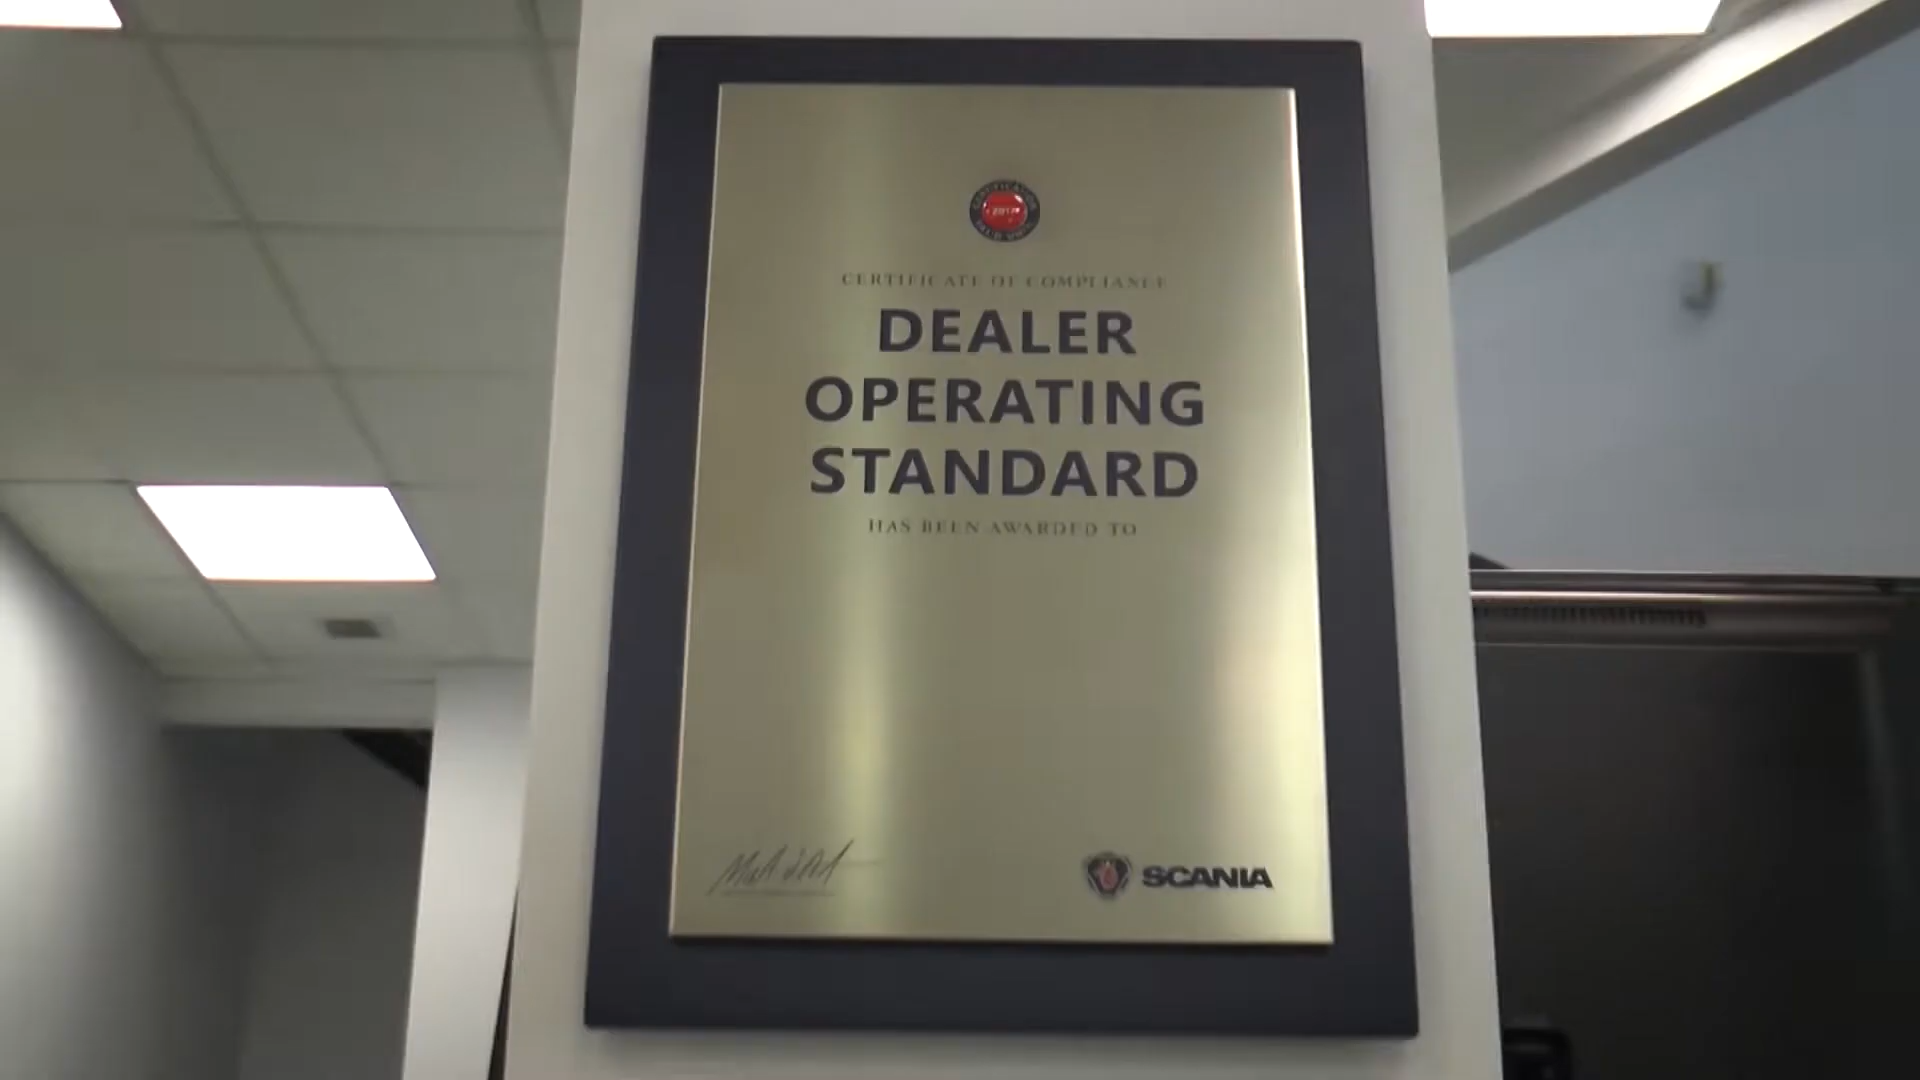 CERTIFICATE OF COMPLIANCE
DEALER
OPERATING
STANDARD
HAS BEEN AWARDED TO
SCANIA